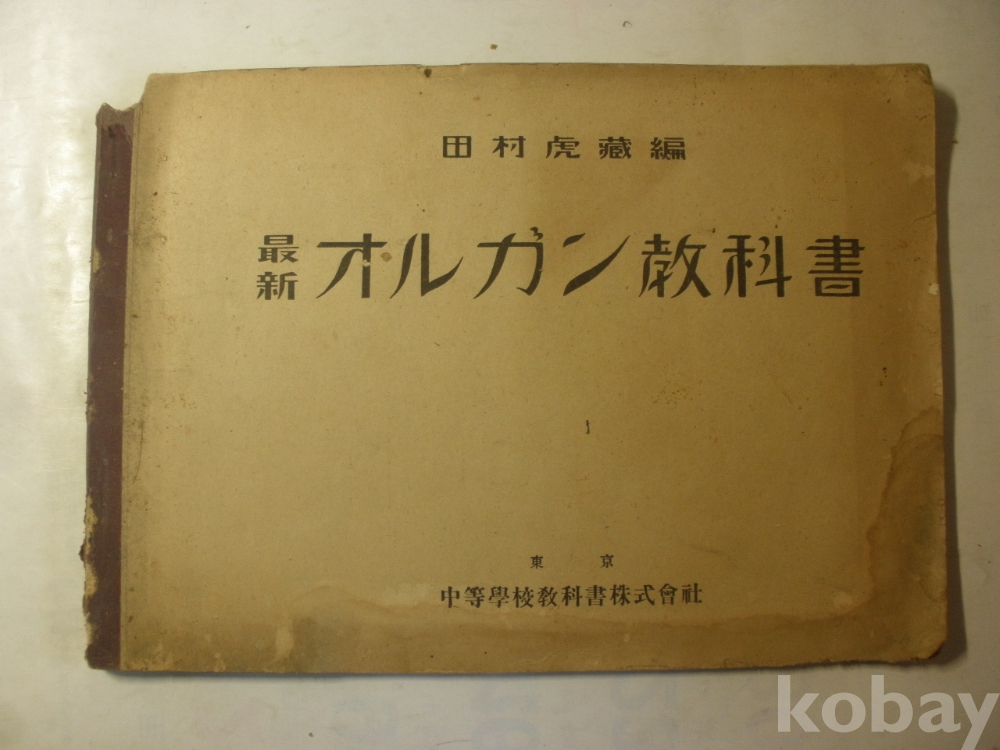 田村虎藏編
最新 オルガン教科書
東京
中等學校敎科書株式會社
kobay